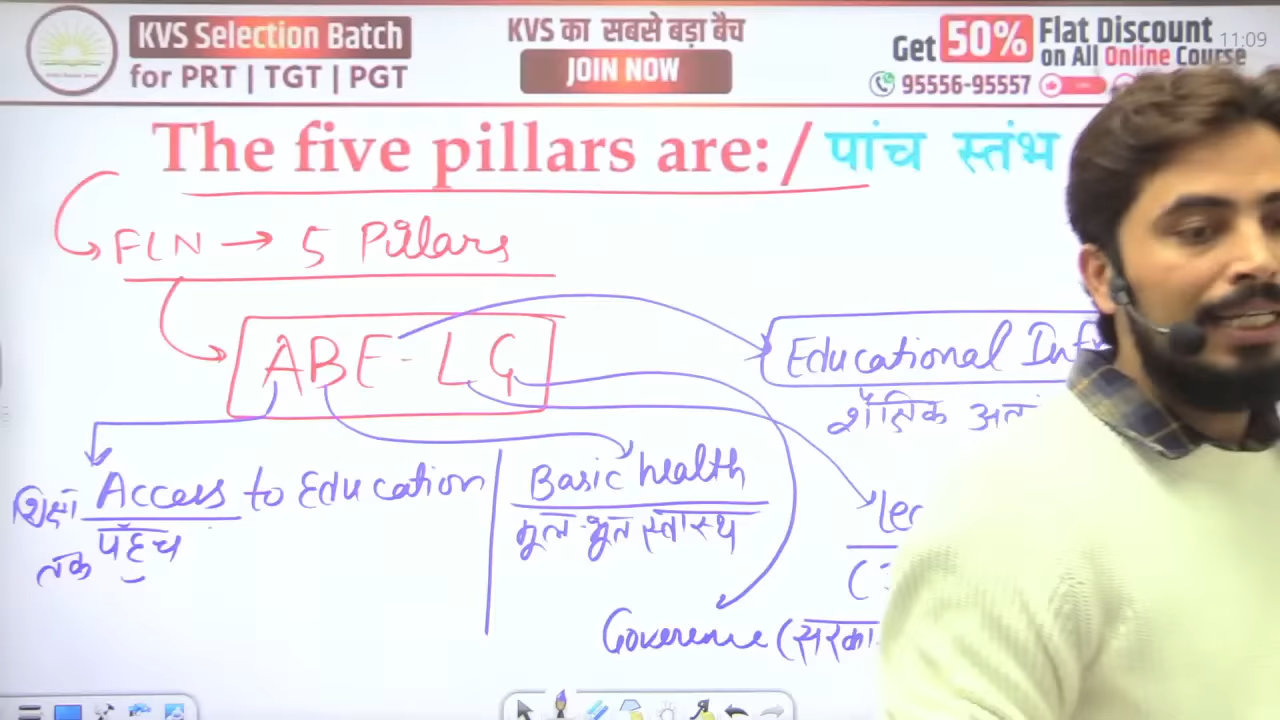 KVS Selection Batch
for PRT | TGT | PGT
KVS का सबसे बड़ा बैच
JOIN NOW
Get 50% Flat Discount
on All Online Course
11:09
95556-95557
The five pillars are: / पांच स्तंभ
FLN → 5 Pillars
ABE-LG
Educational
शैक्षिक
Access to Education
शिक्षा
तक पहुँच
Basic health
मूल भूत स्वास्थ
Goverence (सरका